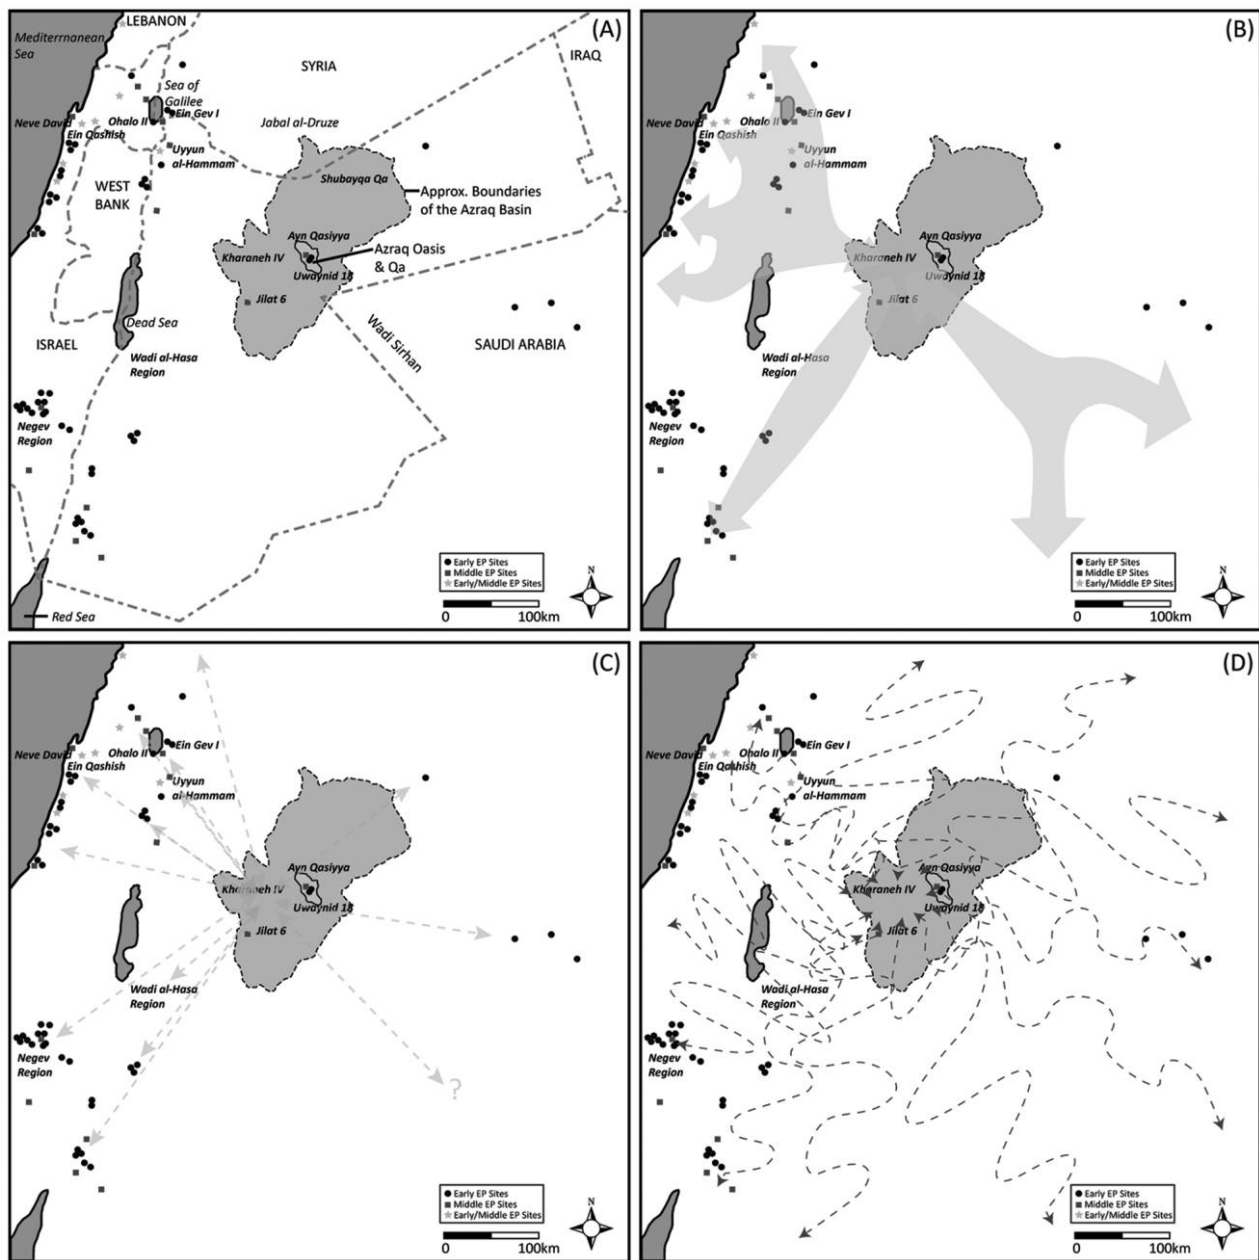 (A)
LEBANON
Mediterrnanean
Sea
SYRIA
IRAQ
Sea of
Galilee
Neve David
Ohalo II
Ein Gev I
Ein Qashish
Jabal al-Druze
Uyyun
al-Hammam
Shubayqa Qa
WEST
BANK
Approx. Boundaries
of the Azraq Basin
Ayn Qasiyya
Azraq Oasis
& Qa
Kharaneh IV
Uwaynid 18
Jilat 6
Dead Sea
ISRAEL
Wadi Sirhan
SAUDI ARABIA
Wadi al-Hasa
Region
Negev
Region
Early EP Sites
Middle EP Sites
Early/Middle EP Sites
N
0 100km
Red Sea
(B)
Neve David
Ohalo II
Ein Gev I
Ein Qashish
Uyyun
al-Hammam
Ayn Qasiyya
Kharaneh IV
Uwaynid 18
Jilat 6
Wadi al-Hasa
Region
Negev
Region
Early EP Sites
Middle EP Sites
Early/Middle EP Sites
N
0 100km
(C)
Neve David
Ohalo II
Ein Gev I
Ein Qashish
Uyyun
al-Hammam
Ayn Qasiyya
Kharaneh IV
Uwaynid 18
Jilat 6
Wadi al-Hasa
Region
Negev
Region
?
Early EP Sites
Middle EP Sites
Early/Middle EP Sites
N
0 100km
(D)
Neve David
Ohalo II
Ein Gev I
Ein Qashish
Uyyun
al-Hammam
Ayn Qasiyya
Kharaneh IV
Uwaynid 18
Jilat 6
Wadi al-Hasa
Region
Negev
Region
Early EP Sites
Middle EP Sites
Early/Middle EP Sites
N
0 100km